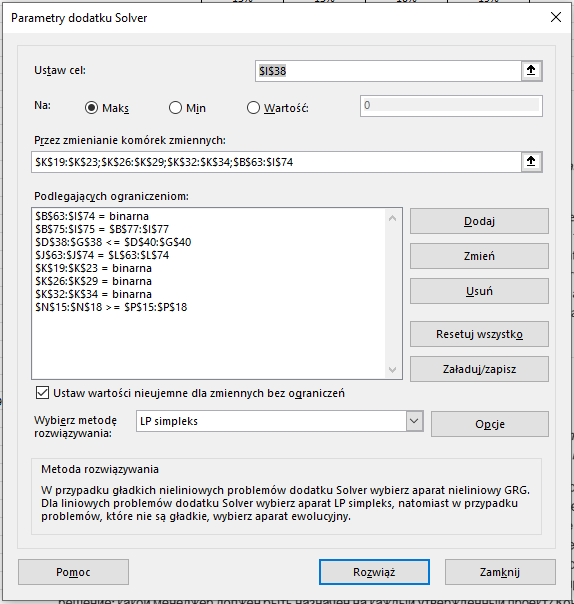 Parametry dodatku Solver
Ustaw cel:
$I$38
Na:
Maks
Min
Wartość:
0
Przez zmienianie komórek zmiennych:
$K$19:$K$23;$K$26:$K$29;$K$32:$K$34;$B$63:$I$74
Podlegających ograniczeniom:
$B$63:$I$74 = binarna
$B$75:$I$75 = $B$77:$I$77
$D$38:$G$38 <= $D$40:$G$40
$J$63:$J$74 = $L$63:$L$74
$K$19:$K$23 = binarna
$K$26:$K$29 = binarna
$K$32:$K$34 = binarna
$N$15:$N$18 >= $P$15:$P$18
Dodaj
Zmień
Usuń
Resetuj wszystko
Załaduj/zapisz
Ustaw wartości nieujemne dla zmiennych bez ograniczeń
Wybierz metodę
rozwiązywania:
LP simpleks
Opcje
Metoda rozwiązywania
W przypadku gładkich nieliniowych problemów dodatku Solver wybierz aparat nieliniowy GRG.
Dla liniowych problemów dodatku Solver wybierz aparat LP simpleks, natomiast w przypadku
problemów, które nie są gładkie, wybierz aparat ewolucyjny.
Pomoc
Rozwiąż
Zamknij